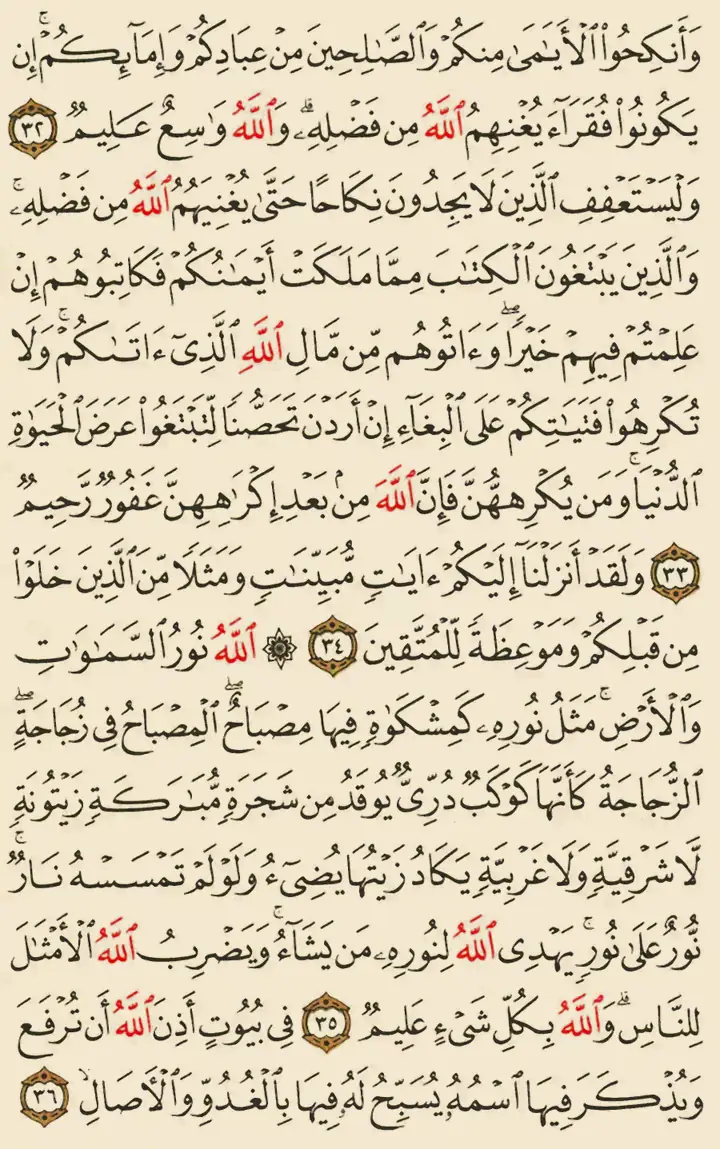 وَأَنكِحُوا۟ ٱلْأَيَـٰمَىٰ مِنكُمْ وَٱلصَّـٰلِحِينَ مِنْ عِبَادِكُمْ وَإِمَآئِكُمْ ۚ إِن
يَكُونُوا۟ فُقَرَآءَ يُغْنِهِمُ ٱللَّهُ مِن فَضْلِهِۦ ۗ وَٱللَّهُ وَٰسِعٌ عَلِيمٌ ٣٢
وَلْيَسْتَعْفِفِ ٱلَّذِينَ لَا يَجِدُونَ نِكَاحًا حَتَّىٰ يُغْنِيَهُمُ ٱللَّهُ مِن فَضْلِهِۦ ۗ
وَٱلَّذِينَ يَبْتَغُونَ ٱلْكِتَـٰبَ مِمَّا مَلَكَتْ أَيْمَـٰنُكُمْ فَكَاتِبُوهُمْ إِنْ
عَلِمْتُمْ فِيهِمْ خَيْرًا ۖ وَءَاتُوهُم مِّن مَّالِ ٱللَّهِ ٱلَّذِىٓ ءَاتَىٰكُمْ ۚ وَلَا
تُكْرِهُوا۟ فَتَيَـٰتِكُمْ عَلَى ٱلْبِغَآءِ إِنْ أَرَدْنَ تَحَصُّنًا لِّتَبْتَغُوا۟ عَرَضَ ٱلْحَيَوٰةِ
ٱلدُّنْيَا ۚ وَمَن يُكْرِههُّنَّ فَإِنَّ ٱللَّهَ مِنۢ بَعْدِ إِكْرَٰهِهِنَّ غَفُورٌ رَّحِيمٌ
٣٣ وَلَقَدْ أَنزَلْنَآ إِلَيْكُمْ ءَايَـٰتٍ مُّبَيِّنَـٰتٍ وَمَثَلًا مِّنَ ٱلَّذِينَ خَلَوْا۟
مِن قَبْلِكُمْ وَمَوْعِظَةً لِّلْمُتَّقِينَ ٣٤ ۞ ٱللَّهُ نُورُ ٱلسَّمَـٰوَٰتِ
وَٱلْأَرْضِ ۚ مَثَلُ نُورِهِۦ كَمِشْكَوٰةٍ فِيهَا مِصْبَاحٌ ۖ ٱلْمِصْبَاحُ فِى زُجَاجَةٍ ۖ
ٱلزُّجَاجَةُ كَأَنَّهَا كَوْكَبٌ دُرِّىٌّ يُوقَدُ مِن شَجَرَةٍ مُّبَـٰرَكَةٍ زَيْتُونَةٍ
لَّا شَرْقِيَّةٍ وَلَا غَرْبِيَّةٍ يَكَادُ زَيْتُهَا يُضِىٓءُ وَلَوْ لَمْ تَمْسَسْهُ نَارٌ ۚ
نُّورٌ عَلَىٰ نُورٍ ۗ يَهْدِى ٱللَّهُ لِنُورِهِۦ مَن يَشَآءُ ۚ وَيَضْرِبُ ٱللَّهُ ٱلْأَمْثَـٰلَ
لِلنَّاسِ ۗ وَٱللَّهُ بِكُلِّ شَىْءٍ عَلِيمٌ ٣٥ فِى بُيُوتٍ أَذِنَ ٱللَّهُ أَن تُرْفَعَ
وَيُذْكَرَ فِيهَا ٱسْمُهُۥ يُسَبِّحُ لَهُۥ فِيهَا بِٱلْغُدُوِّ وَٱلْـَٔاصَالِ ۙ ٣٦